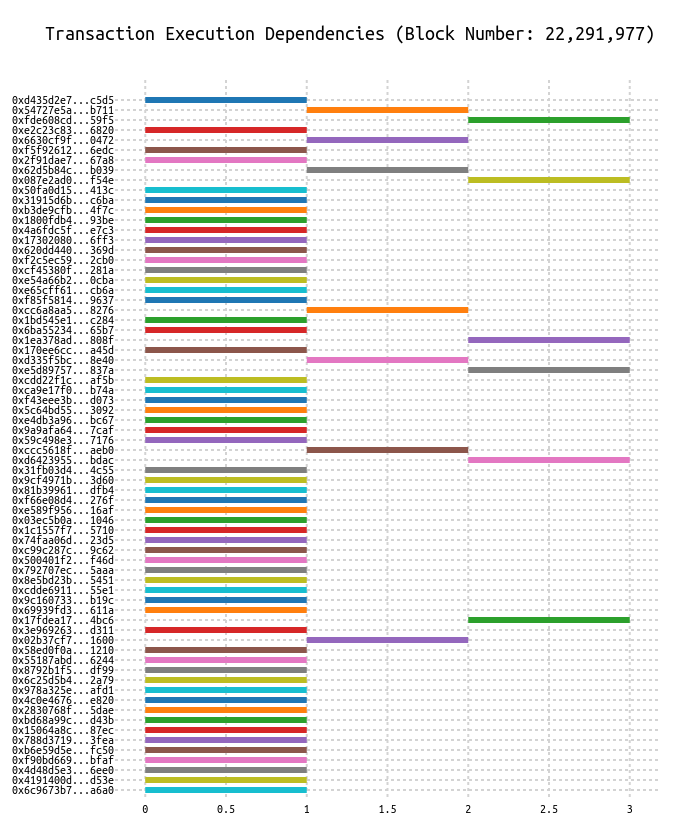 Transaction Execution Dependencies (Block Number: 22,291,977)
0xd435d2e7...c5d5
0x54727e5a...b711
0xfde608cd...59f5
0xe2c23c83...6820
0x6630cf9f...0472
0xf5f92612...6edc
0x2f91dae7...67a8
0x62d5b84c...b039
0x087e2ad0...f54e
0x50fa0d15...413c
0x31915d6b...c6ba
0xb3de9cfb...4f7c
0x1800fdb4...93be
0x4a6fdc5f...e7c3
0x17302080...6ff3
0x620dd440...369d
0xf2c5ec59...2cb0
0xcf45380f...281a
0xe54a66b2...0cba
0xe65cff61...cb6a
0xf85f5814...9637
0xcc6a8aa5...8276
0x1bd545e1...c284
0x6ba55234...65b7
0x1ea378ad...808f
0x170ee6cc...a45d
0xd335f5bc...8e40
0xe5d89757...837a
0xcdd22f1c...af5b
0xca9e17f0...b74a
0xf43eee3b...d073
0x5c64bd55...3092
0xe4db3a96...bc67
0x9a9afa64...7caf
0x59c498e3...7176
0xccc5618f...aeb0
0xd6423955...bdac
0x31fb03d4...4c55
0x9cf4971b...3d60
0x81b39961...dfb4
0xf66e08d4...276f
0xe589f956...16af
0x03ec5b0a...1046
0x1c1557f7...5710
0x74faa06d...23d5
0xc99c287c...9c62
0x500401f2...f46d
0x792707ec...5aaa
0x8e5bd23b...5451
0xcdde6911...55e1
0x9c160733...b19c
0x69939fd3...611a
0x17fdea17...4bc6
0x3e969263...d311
0x02b37cf7...1600
0x58ed0f0a...1210
0x55187abd...6244
0x8792b1f5...df99
0x6c25d5b4...2a79
0x978a325e...afd1
0x4c0e4676...e820
0x2830768f...5dae
0xbd68a99c...d43b
0x15064a8c...87ec
0x788d3719...3fea
0xb6e59d5e...fc50
0xf90bd669...bfaf
0x4d48d5e3...6ee0
0x4191400d...d53e
0x6c9673b7...a6a0
0 0.5 1 1.5 2 2.5 3